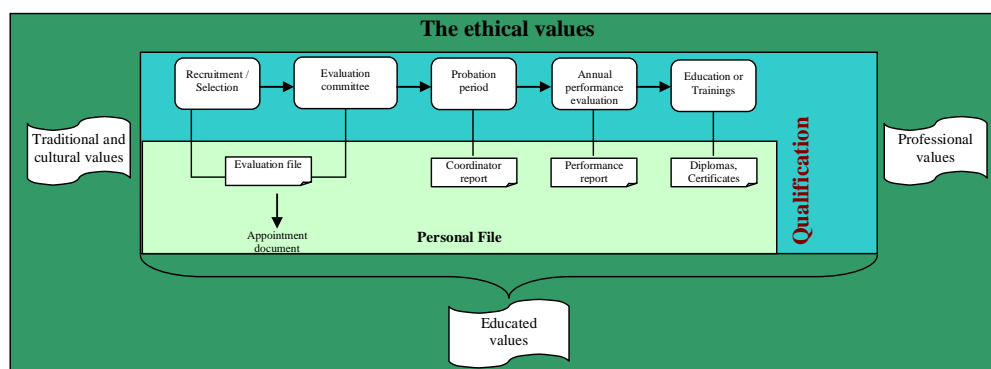 The ethical values
Recruitment /
Selection
Evaluation
committee
Probation
period
Annual
performance
evaluation
Education or
Trainings
Traditional and
cultural values
Professional
values
Evaluation file
Coordinator
report
Performance
report
Diplomas,
Certificates
Qualification
Appointment
document
Personal File
Educated
values